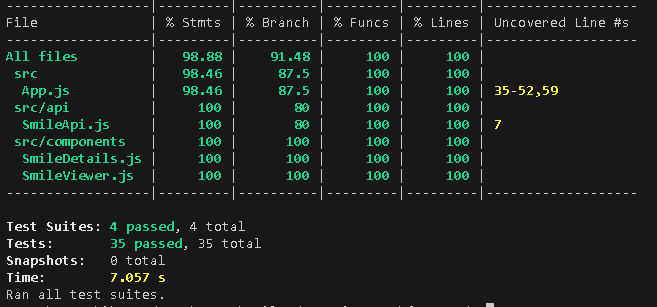 -------------------|---------|----------|---------|---------|-------------------
File               | % Stmts | % Branch | % Funcs | % Lines | Uncovered Line #s
-------------------|---------|----------|---------|---------|-------------------
All files          |   98.88 |    91.48 |     100 |     100 |
 src               |   98.46 |     87.5 |     100 |     100 |
  App.js           |   98.46 |     87.5 |     100 |     100 | 35-52,59
 src/api           |     100 |       80 |     100 |     100 |
  SmileApi.js      |     100 |       80 |     100 |     100 | 7
 src/components    |     100 |      100 |     100 |     100 |
  SmileDetails.js  |     100 |      100 |     100 |     100 |
  SmileViewer.js   |     100 |      100 |     100 |     100 |
-------------------|---------|----------|---------|---------|-------------------
Test Suites: 4 passed, 4 total
Tests:       35 passed, 35 total
Snapshots:   0 total
Time:        7.057 s
Ran all test suites.